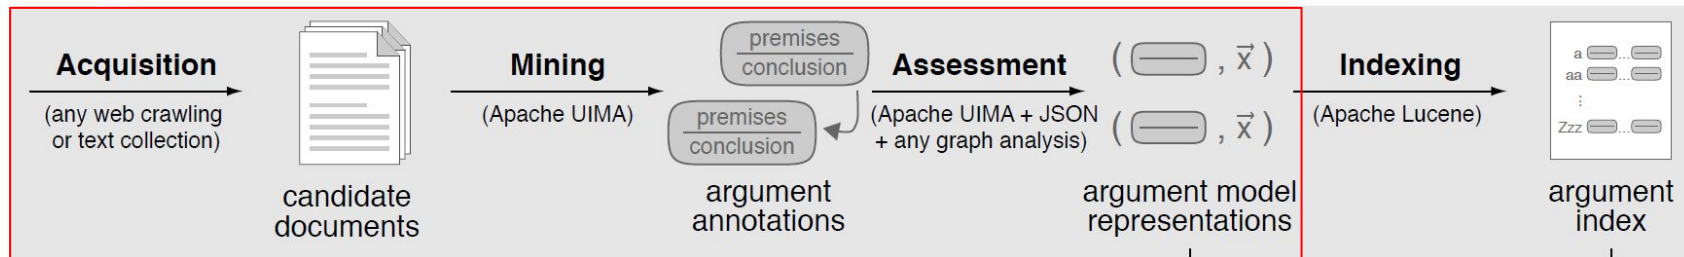 Acquisition
(any web crawling
or text collection)
candidate
documents
Mining
(Apache UIMA)
premises
conclusion
premises
conclusion
argument
annotations
Assessment
(Apache UIMA + JSON
+ any graph analysis)
( , x )
( , x )
argument model
representations
Indexing
(Apache Lucene)
a ...
aa ...
⋮
Zzz ...
argument
index